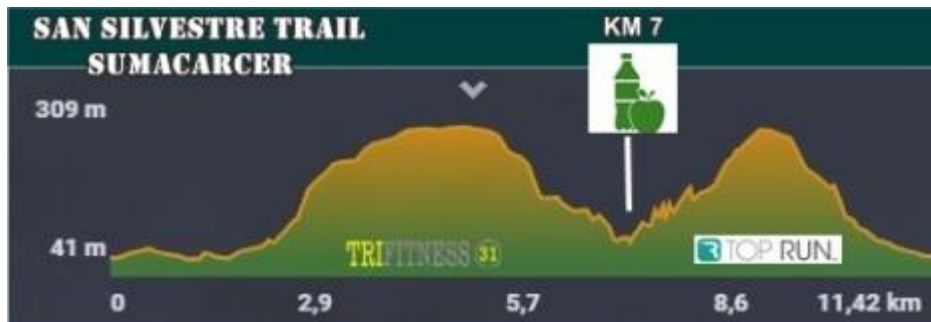 SAN SILVESTRE TRAIL
SUMACARCER
KM 7
309 m
41 m
TRIFITNESS 31
TOP RUN
0 2,9 5,7 8,6 11,42 km